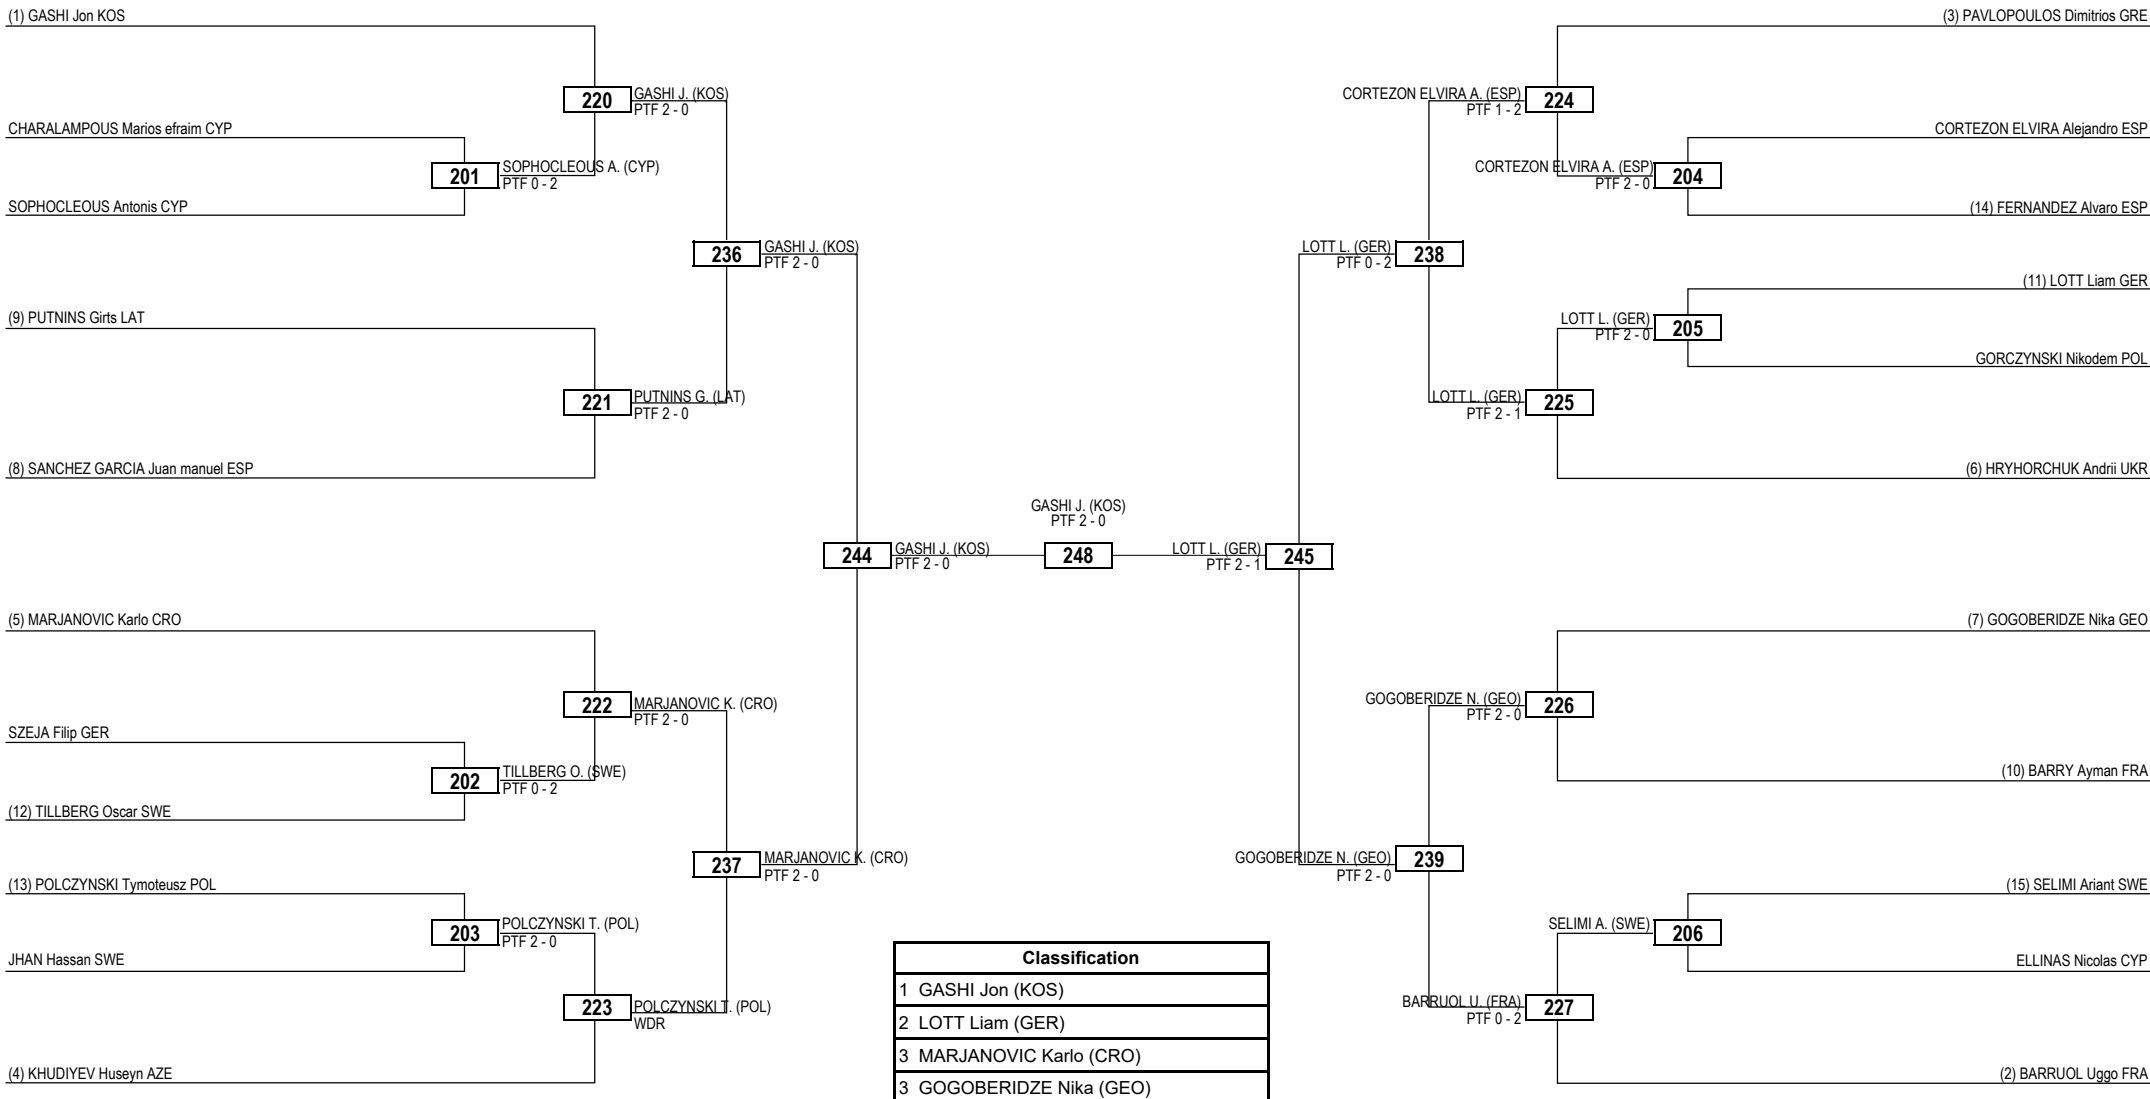 (1) GASHI Jon KOS
(3) PAVLOPOULOS Dimitrios GRE
220
GASHI J. (KOS)
PTF 2 - 0
CORTEZON ELVIRA A. (ESP)
PTF 1 - 2
224
CHARALAMPOUS Marios efraim CYP
CORTEZON ELVIRA Alejandro ESP
201
SOPHOCLEOUS A. (CYP)
PTF 0 - 2
CORTEZON ELVIRA A. (ESP)
PTF 2 - 0
204
SOPHOCLEOUS Antonis CYP
(14) FERNANDEZ Alvaro ESP
236
GASHI J. (KOS)
PTF 2 - 0
LOTT L. (GER)
PTF 0 - 2
238
(11) LOTT Liam GER
(9) PUTNINS Girts LAT
LOTT L. (GER)
PTF 2 - 0
205
GORCZYNSKI Nikodem POL
221
PUTNINS G. (LAT)
PTF 2 - 0
LOTT L. (GER)
PTF 2 - 1
225
(8) SANCHEZ GARCIA Juan manuel ESP
(6) HRYHORCHUK Andrii UKR
GASHI J. (KOS)
PTF 2 - 0
244
GASHI J. (KOS)
PTF 2 - 0
248
LOTT L. (GER)
PTF 2 - 1
245
(5) MARJANOVIC Karlo CRO
(7) GOGOBERIDZE Nika GEO
222
MARJANOVIC K. (CRO)
PTF 2 - 0
GOGOBERIDZE N. (GEO)
PTF 2 - 0
226
SZEJA Filip GER
202
TILLBERG O. (SWE)
PTF 0 - 2
(10) BARRY Ayman FRA
(12) TILLBERG Oscar SWE
237
MARJANOVIC K. (CRO)
PTF 2 - 0
GOGOBERIDZE N. (GEO)
PTF 2 - 0
239
(13) POLCZYNSKI Tymoteusz POL
(15) SELIMI Ariant SWE
203
POLCZYNSKI T. (POL)
PTF 2 - 0
SELIMI A. (SWE)
206
JHAN Hassan SWE
ELLINAS Nicolas CYP
223
POLCZYNSKI T. (POL)
WDR
BARRUOL U. (FRA)
PTF 0 - 2
227
(4) KHUDIYEV Huseyn AZE
(2) BARRUOL Uggo FRA
Classification
1 GASHI Jon (KOS)
2 LOTT Liam (GER)
3 MARJANOVIC Karlo (CRO)
3 GOGOBERIDZE Nika (GEO)